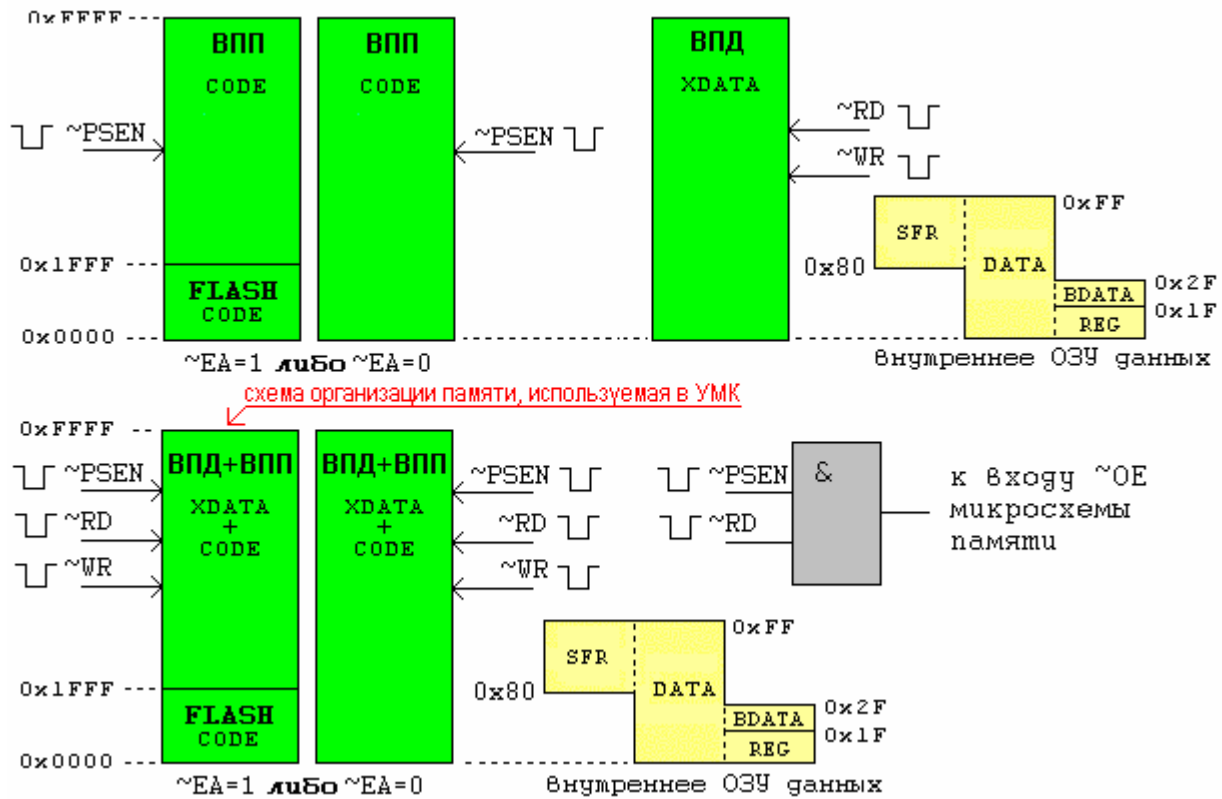 0xFFFF
ВПП
CODE
ВПП
CODE
ВПД
XDATA
~PSEN
~PSEN
~RD
~WR
0xFF
SFR
0x80
DATA
0x2F
BDATA
0x1F
REG
0x1FFF
FLASH
CODE
0x0000
~EA=1 либо ~EA=0
внутреннее ОЗУ данных
схема организации памяти, используемая в УМК
0xFFFF
ВПД+ВПП
XDATA
+
CODE
ВПД+ВПП
XDATA
+
CODE
~PSEN
~RD
~WR
~PSEN
~RD
~WR
~PSEN
~RD
&
к входу ~OE
микросхемы
памяти
0xFF
SFR
0x80
DATA
0x2F
BDATA
0x1F
REG
0x1FFF
FLASH
CODE
0x0000
~EA=1 либо ~EA=0
внутреннее ОЗУ данных